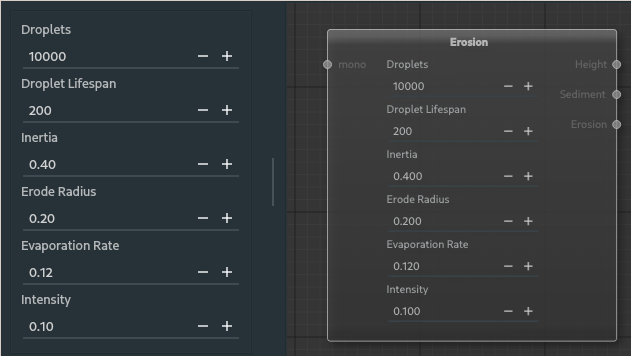 Droplets
10000 − +
Droplet Lifespan
200 − +
Inertia
0.40 − +
Erode Radius
0.20 − +
Evaporation Rate
0.12 − +
Intensity
0.10 − +
Erosion
mono
Droplets
10000 − +
Droplet Lifespan
200 − +
Inertia
0.400 − +
Erode Radius
0.200 − +
Evaporation Rate
0.120 − +
Intensity
0.100 − +
Height
Sediment
Erosion